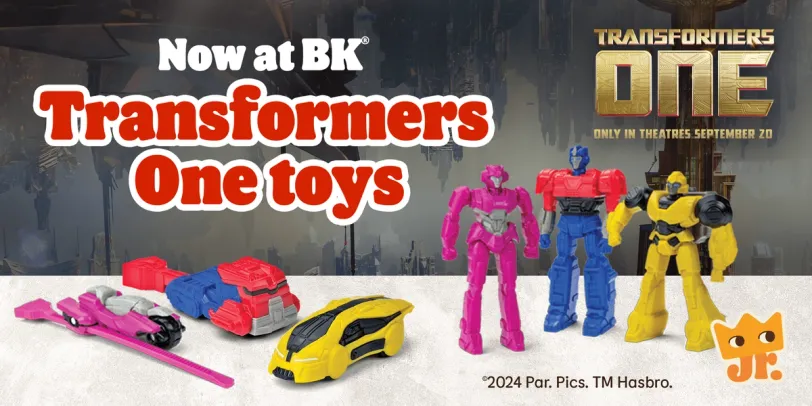 Now at BK®
Transformers
One toys
TRANSFORMERS
ONE
ONLY IN THEATRES SEPTEMBER 20
Jr.
©2024 Par. Pics. TM Hasbro.